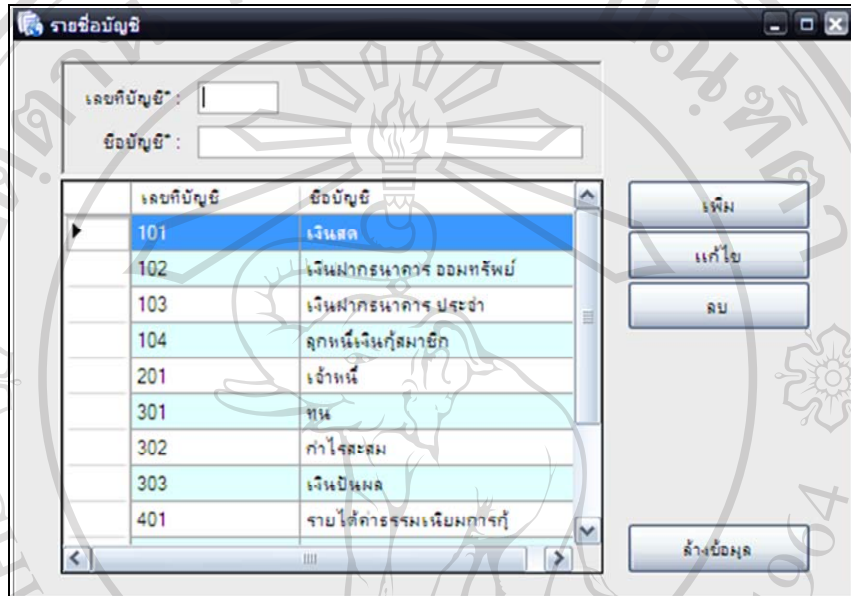 รายชื่อบัญชี
เลขที่บัญชี* :
ชื่อบัญชี* :
เลขที่บัญชี ชื่อบัญชี
101 เงินสด
102 เงินฝากธนาคาร ออมทรัพย์
103 เงินฝากธนาคาร ประจำ
104 ลูกหนี้เงินกู้สมาชิก
201 เจ้าหนี้
301 ทุน
302 กำไรสะสม
303 เงินปันผล
401 รายได้ค่าธรรมเนียมการกู้
เพิ่ม
แก้ไข
ลบ
ล้างข้อมูล
1964